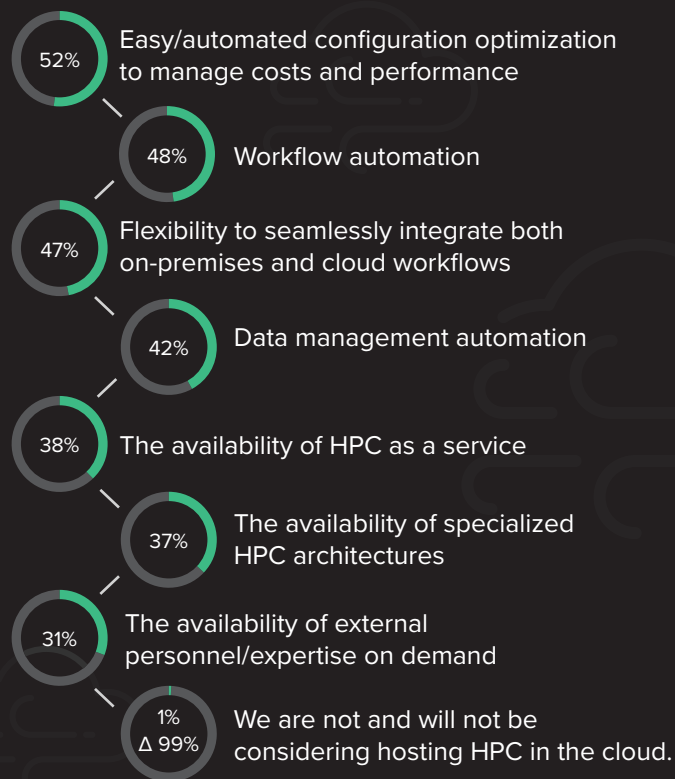 52%
Easy/automated configuration optimization
to manage costs and performance
48%
Workflow automation
47%
Flexibility to seamlessly integrate both
on-premises and cloud workflows
42%
Data management automation
38%
The availability of HPC as a service
37%
The availability of specialized
HPC architectures
31%
The availability of external
personnel/expertise on demand
1%
Δ 99%
We are not and will not be
considering hosting HPC in the cloud.